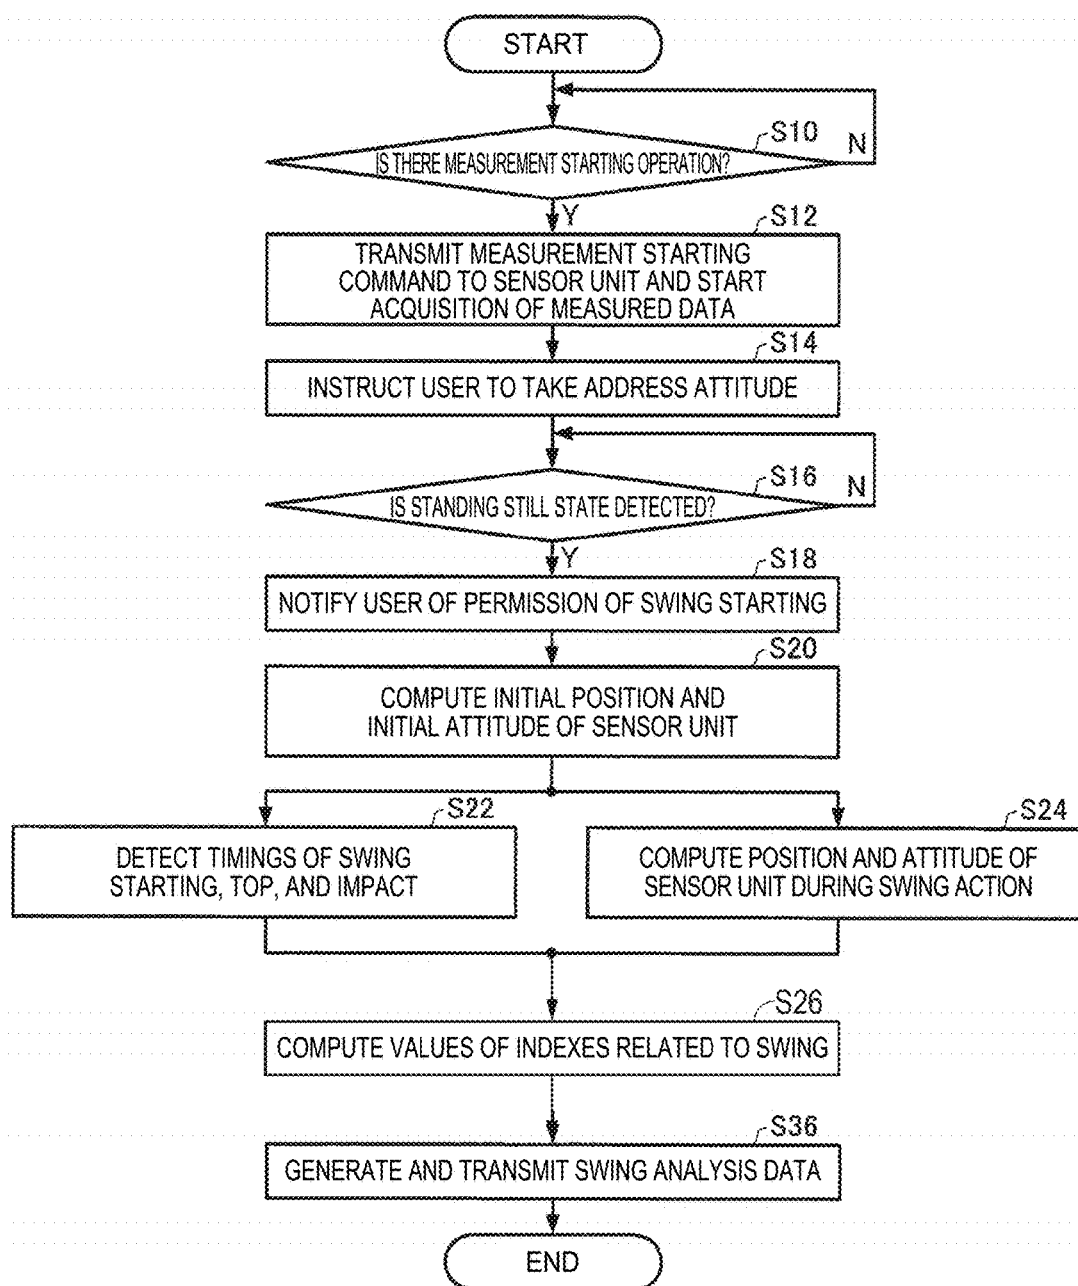 START
S10
IS THERE MEASUREMENT STARTING OPERATION?
N
Y
S12
TRANSMIT MEASUREMENT STARTING
COMMAND TO SENSOR UNIT AND START
ACQUISITION OF MEASURED DATA
S14
INSTRUCT USER TO TAKE ADDRESS ATTITUDE
S16
IS STANDING STILL STATE DETECTED?
N
Y
S18
NOTIFY USER OF PERMISSION OF SWING STARTING
S20
COMPUTE INITIAL POSITION AND
INITIAL ATTITUDE OF SENSOR UNIT
S22
DETECT TIMINGS OF SWING
STARTING, TOP, AND IMPACT
S24
COMPUTE POSITION AND ATTITUDE OF
SENSOR UNIT DURING SWING ACTION
S26
COMPUTE VALUES OF INDEXES RELATED TO SWING
S36
GENERATE AND TRANSMIT SWING ANALYSIS DATA
END